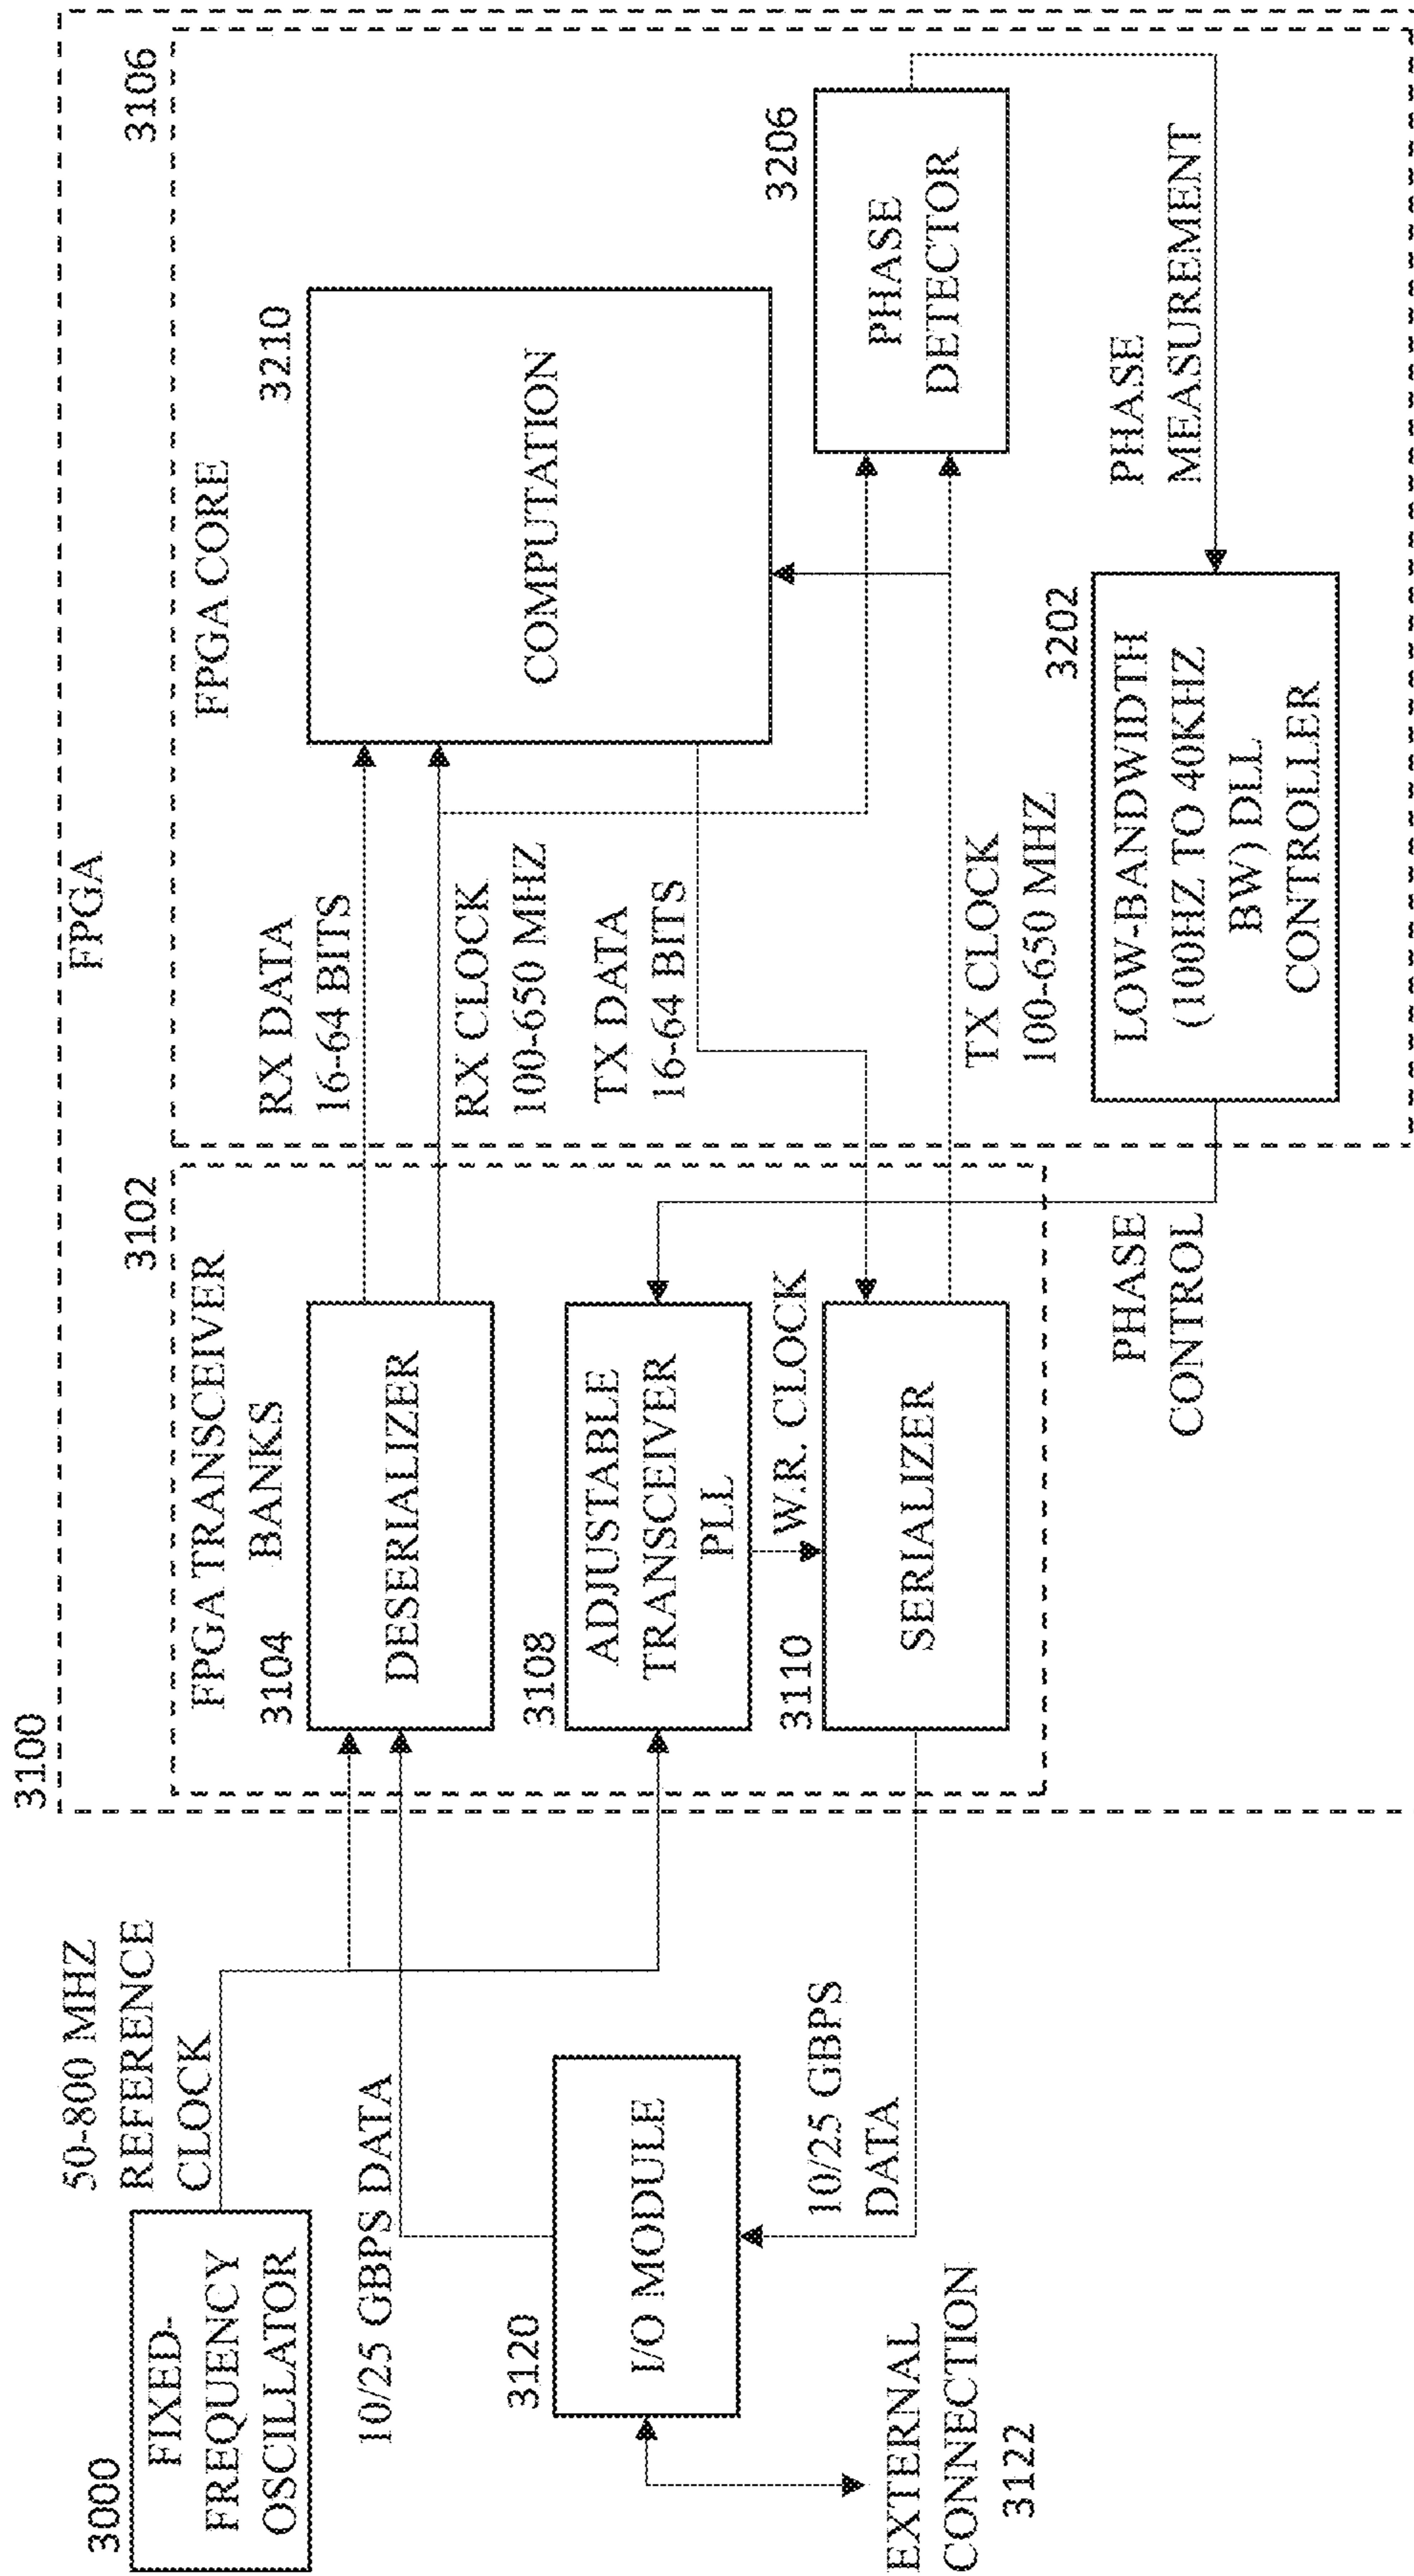 3100
FPGA
3106
3102
FPGA TRANSCEIVER
BANKS
FPGA CORE
3000
FIXED-
FREQUENCY
OSCILLATOR
50-800 MHZ
REFERENCE
CLOCK
3104
DESERIALIZER
RX DATA
16-64 BITS
3210
COMPUTATION
10/25 GBPS DATA
RX CLOCK
100-650 MHZ
3108
ADJUSTABLE
TRANSCEIVER
PLL
TX DATA
16-64 BITS
3120
I/O MODULE
W.R. CLOCK
3110
SERIALIZER
3206
PHASE
DETECTOR
10/25 GBPS
DATA
TX CLOCK
100-650 MHZ
EXTERNAL
CONNECTION
3122
3202
LOW-BANDWIDTH
(100HZ TO 40KHZ
BW) DLL
CONTROLLER
PHASE
MEASUREMENT
PHASE
CONTROL